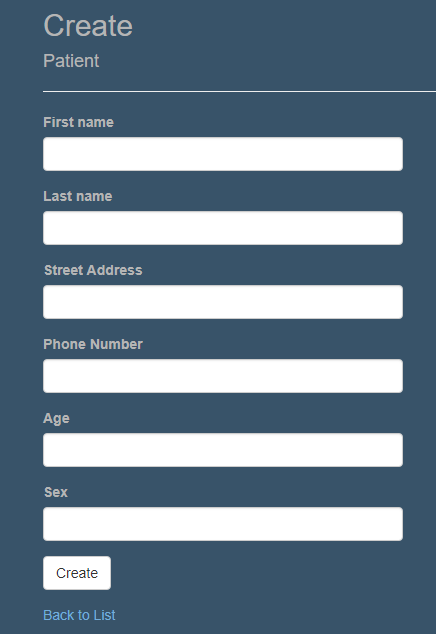 Create
Patient
First name
Last name
Street Address
Phone Number
Age
Sex
Create
Back to List